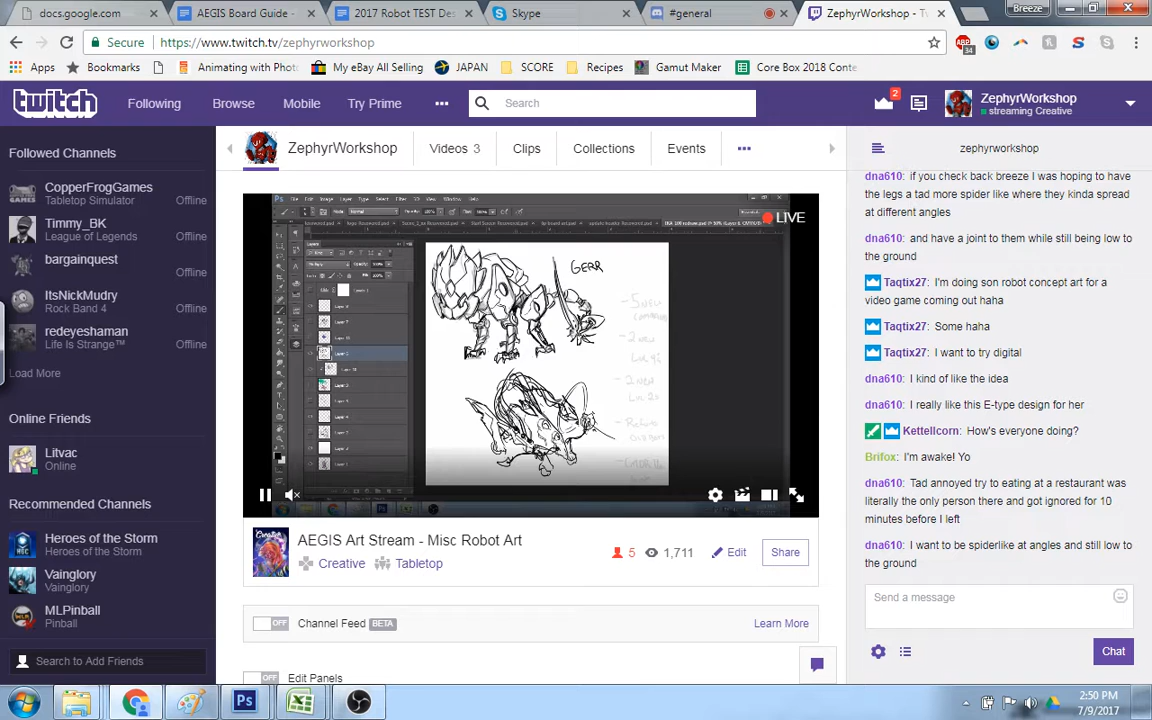 docs.google.com
AEGIS Board Guide -
2017 Robot TEST Des
Skype
#general
ZephyrWorkshop - Tw
Breeze
Secure
https://www.twitch.tv/zephyrworkshop
34
Apps
Bookmarks
Animating with Phot
My eBay All Selling
JAPAN
SCORE
Recipes
Gamut Maker
Core Box 2018 Conte
twitch
Following
Browse
Mobile
Try Prime
Search
2
ZephyrWorkshop
streaming Creative
Followed Channels
CopperFrogGames
Tabletop Simulator
Offline
Timmy_BK
League of Legends
Offline
bargainquest
Offline
ItsNickMudry
Rock Band 4
Offline
redeyeshaman
Life Is Strange™
Offline
Load More
Online Friends
Litvac
Online
Recommended Channels
Heroes of the Storm
Heroes of the Storm
Vainglory
Vainglory
MLPinball
Pinball
Search to Add Friends
ZephyrWorkshop
Videos 3
Clips
Collections
Events
LIVE
GERR
AEGIS Art Stream - Misc Robot Art
Creative
Tabletop
5
1,711
Edit
Share
OFF
Channel Feed BETA
Learn More
OFF
Edit Panels
zephyrworkshop
if you check back breeze I was hoping to have
the legs a tad more spider like where they kinda spread
at different angles
dna610: and have a joint to them while still being low to
the ground
Taqtix27: I'm doing son robot concept art for a
video game coming out haha
Taqtix27: Some haha
Taqtix27: I want to try digital
dna610: I kind of like the idea
dna610: I really like this E-type design for her
Kettellcorn: How's everyone doing?
Brifox: I'm awake! Yo
dna610: Tad annoyed try to eating at a restaurant was
literally the only person there and got ignored for 10
minutes before I left
dna610: I want to be spiderlike at angles and still low to
the ground
Send a message
Chat
Ps
2:50 PM
7/9/2017